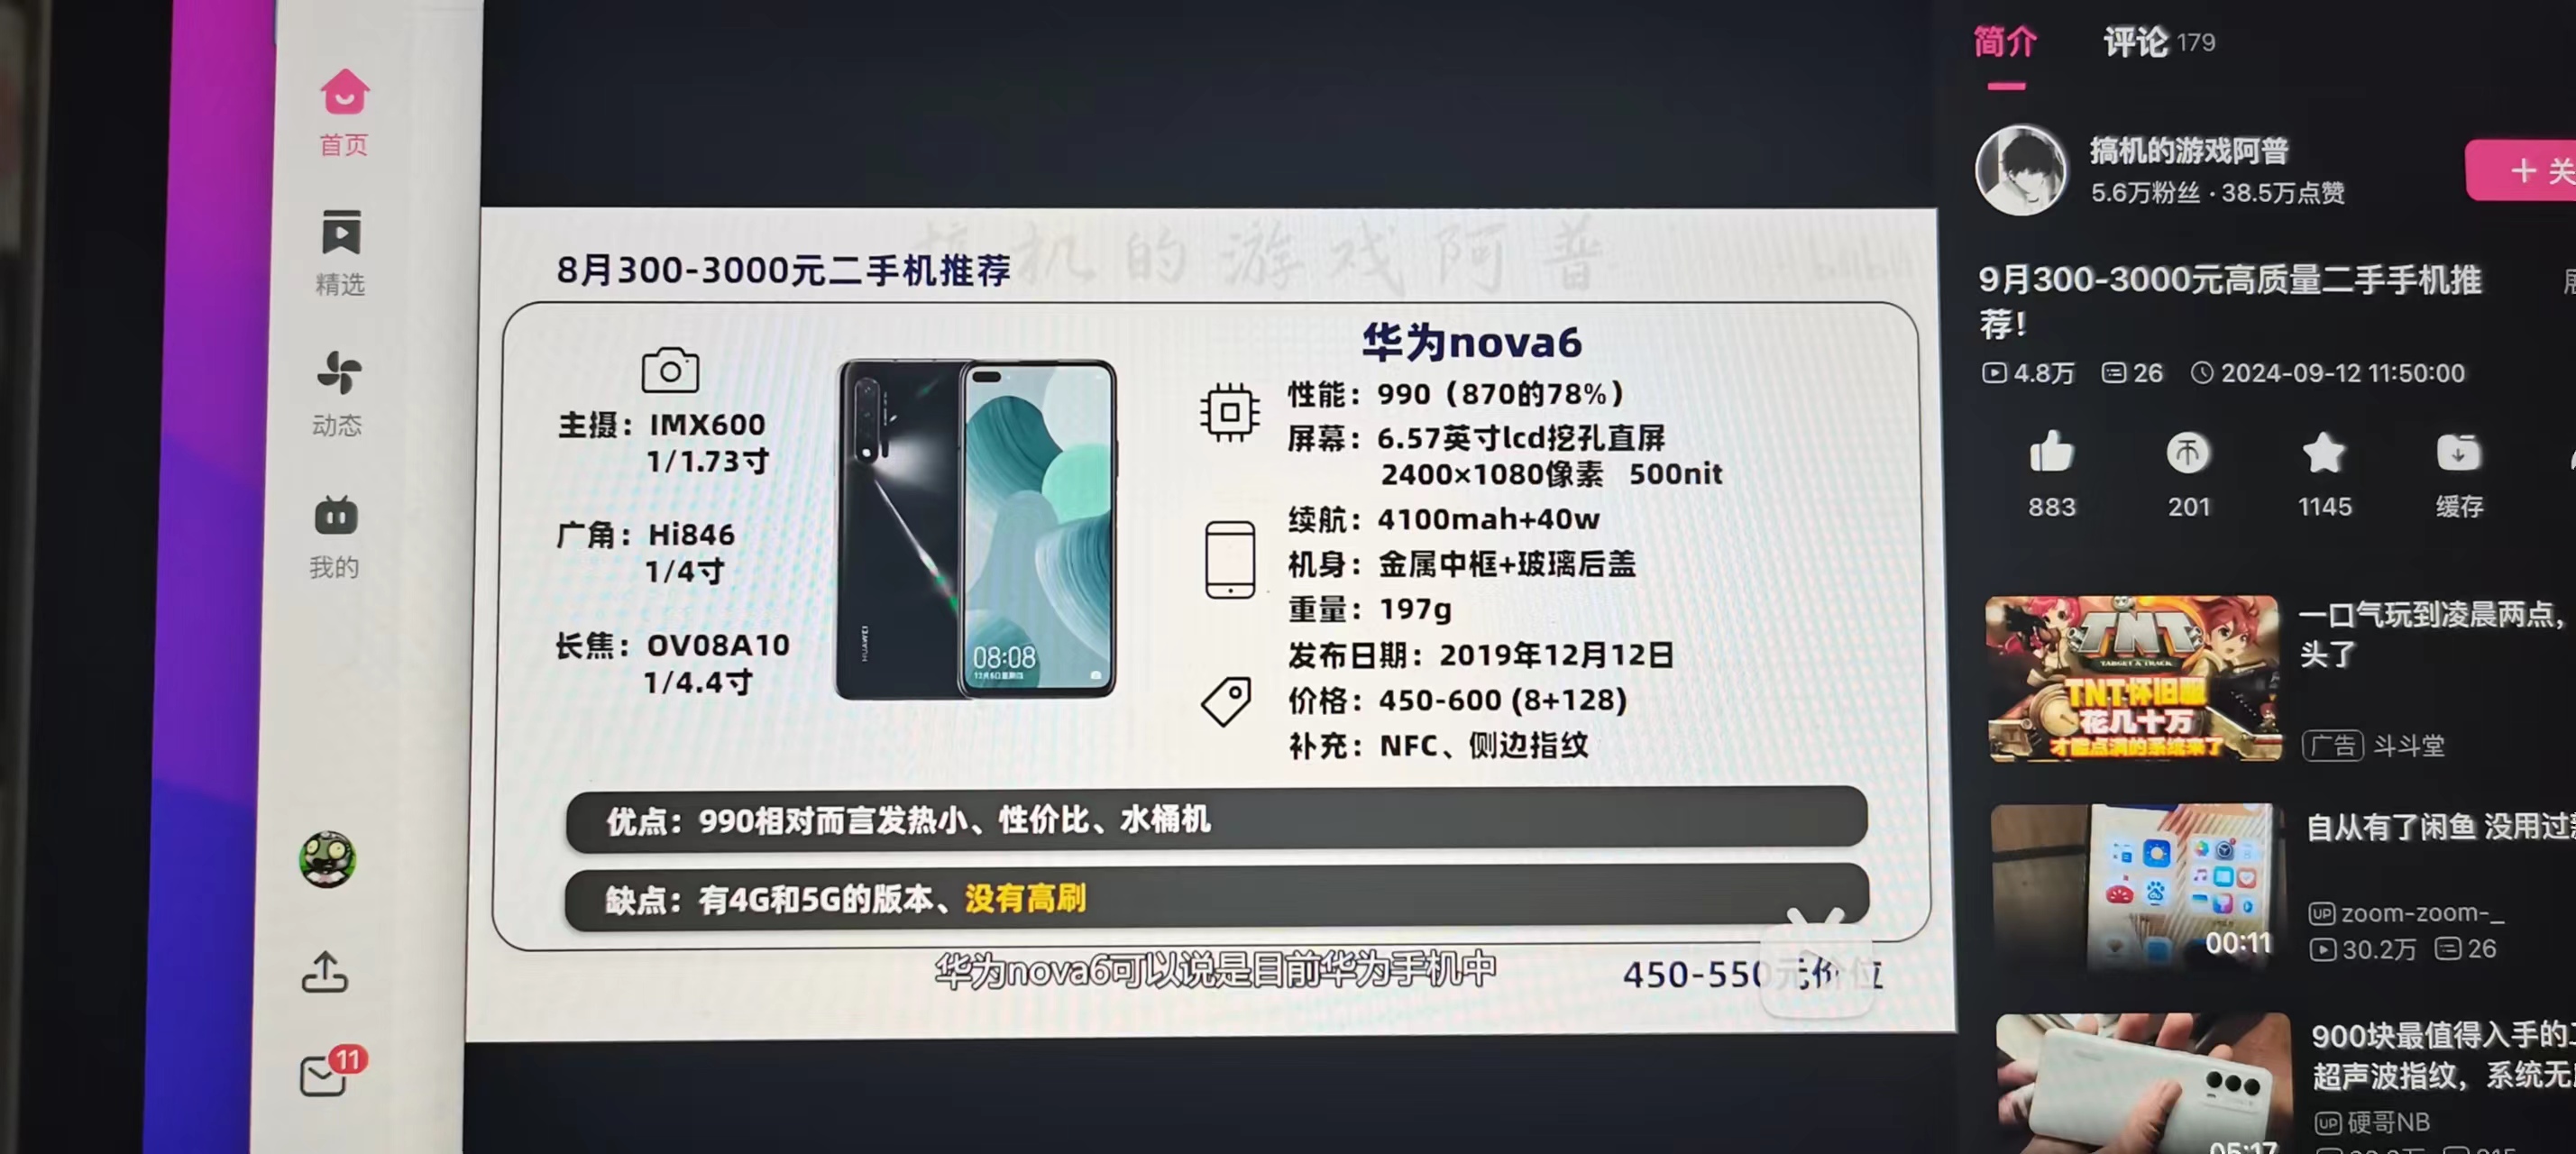 首页
精选
动态
我的
11
搞机的游戏阿普
8月300-3000元二手机推荐
主摄：IMX600
1/1.73寸
广角：Hi846
1/4寸
长焦：OV08A10
1/4.4寸
HUAWEI
08:08
华为nova6
性能：990（870的78%）
屏幕：6.57英寸lcd挖孔直屏
2400×1080像素 500nit
续航：4100mah+40w
机身：金属中框+玻璃后盖
重量：197g
发布日期：2019年12月12日
价格：450-600 (8+128)
补充：NFC、侧边指纹
优点：990相对而言发热小、性价比、水桶机
缺点：有4G和5G的版本、没有高刷
华为nova6可以说是目前华为手机中
450-550元价位
简介 评论 179
搞机的游戏阿普
5.6万粉丝 · 38.5万点赞
+ 关
9月300-3000元高质量二手手机推
荐！
4.8万 26 2024-09-12 11:50:00
883 201 1145 缓存
TNT
TNT怀旧服
花几十万
才能点满的系统来了
一口气玩到凌晨两点，
头了
广告 斗斗堂
00:11
自从有了闲鱼 没用过
UP zoom-zoom-_
30.2万 26
05:17
900块最值得入手的
超声波指纹，系统无
UP 硬哥NB